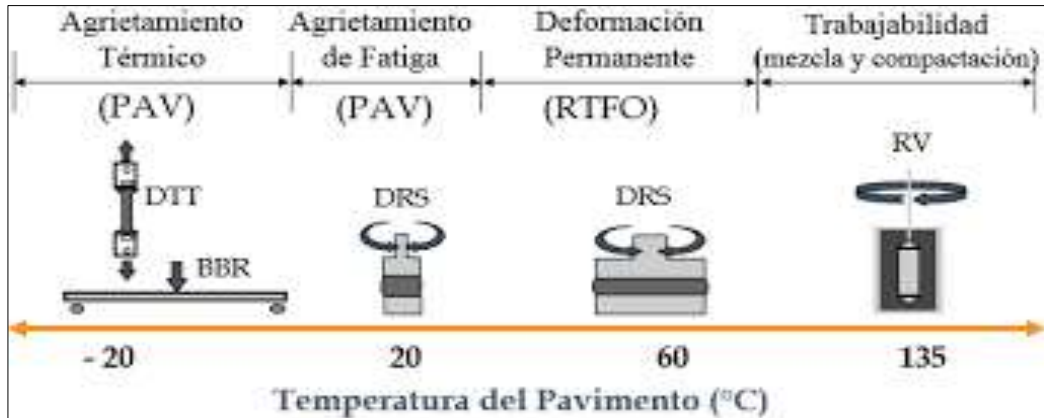 Agrietamiento
Térmico
Agrietamiento
de Fatiga
Deformación
Permanente
Trabajabilidad
(mezcla y compactación)
(PAV)
(PAV)
(RTFO)
RV
DTT
DRS
DRS
BBR
- 20
20
60
135
Temperatura del Pavimento (°C)